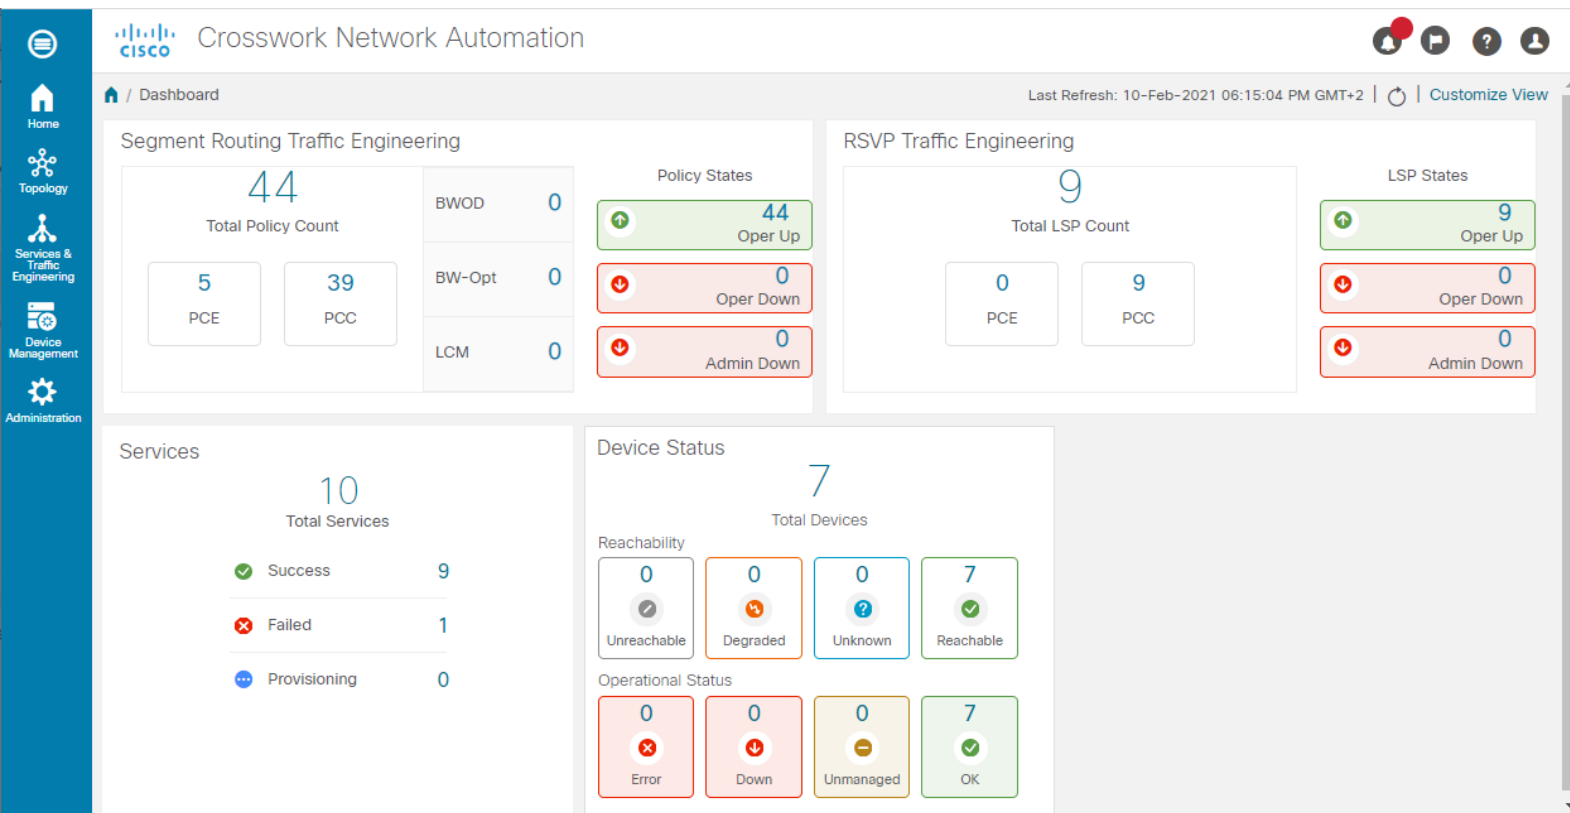 CISCO
Crosswork Network Automation
Home
Topology
Services &
Traffic
Engineering
Device
Management
Administration
/ Dashboard
Last Refresh: 10-Feb-2021 06:15:04 PM GMT+2 | | Customize View
Segment Routing Traffic Engineering
44
Total Policy Count
5
PCE
39
PCC
BWOD 0
BW-Opt 0
LCM 0
Policy States
44
Oper Up
0
Oper Down
0
Admin Down
RSVP Traffic Engineering
9
Total LSP Count
0
PCE
9
PCC
LSP States
9
Oper Up
0
Oper Down
0
Admin Down
Services
10
Total Services
Success 9
Failed 1
Provisioning 0
Device Status
7
Total Devices
Reachability
0
Unreachable
0
Degraded
0
Unknown
7
Reachable
Operational Status
0
Error
0
Down
0
Unmanaged
7
OK